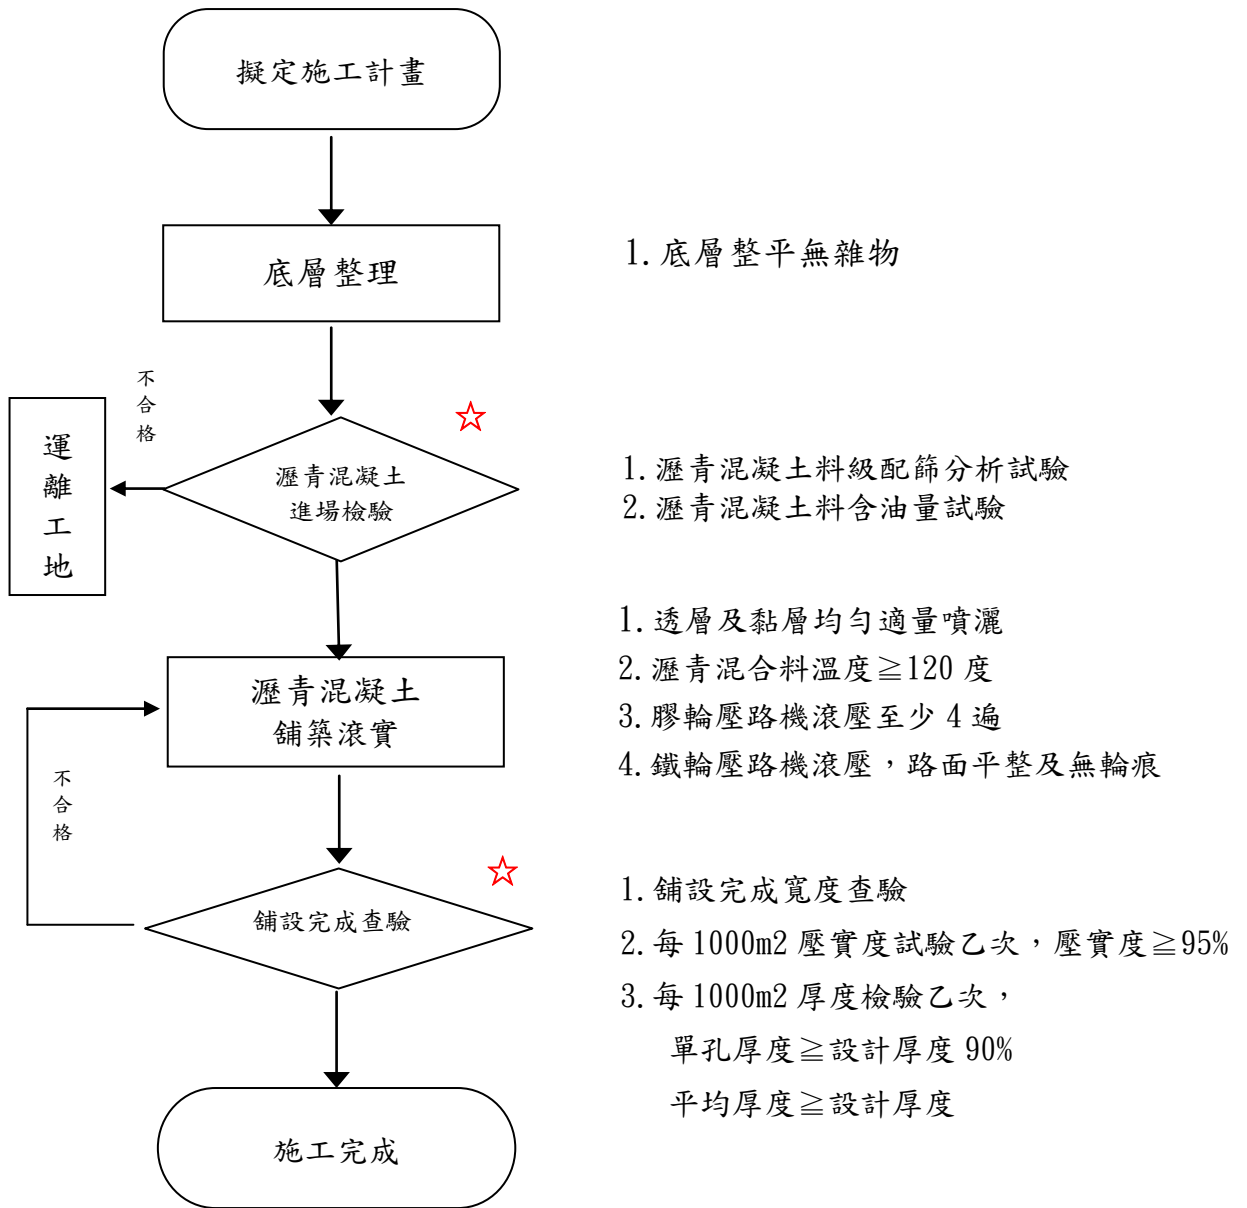 擬定施工計畫
底層整理
1.底層整平無雜物
不合格
運離工地
瀝青混凝土
進場檢驗
1.瀝青混凝土料級配篩分析試驗
2.瀝青混凝土料含油量試驗
瀝青混凝土
舖築滾實
1.透層及黏層均勻適量噴灑
2.瀝青混合料溫度≧120 度
3.膠輪壓路機滾壓至少 4 遍
4.鐵輪壓路機滾壓，路面平整及無輪痕
不合格
舖設完成查驗
1.舖設完成寬度查驗
2.每 1000m2 壓實度試驗乙次，壓實度≧95%
3.每 1000m2 厚度檢驗乙次，
單孔厚度≧設計厚度 90%
平均厚度≧設計厚度
施工完成